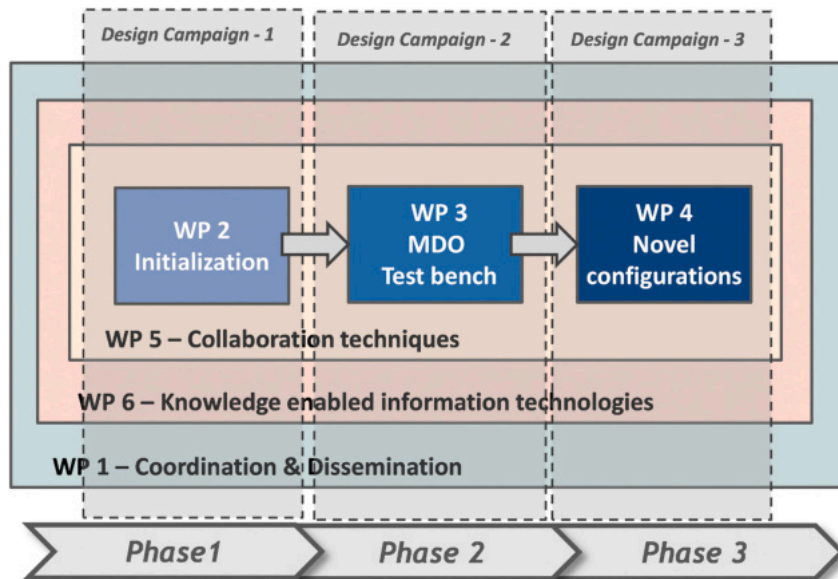 Design Campaign - 1
Design Campaign - 2
Design Campaign - 3
WP 2
Initialization
WP 3
MDO
Test bench
WP 4
Novel
configurations
WP 5 – Collaboration techniques
WP 6 – Knowledge enabled information technologies
WP 1 – Coordination & Dissemination
Phase1
Phase 2
Phase 3